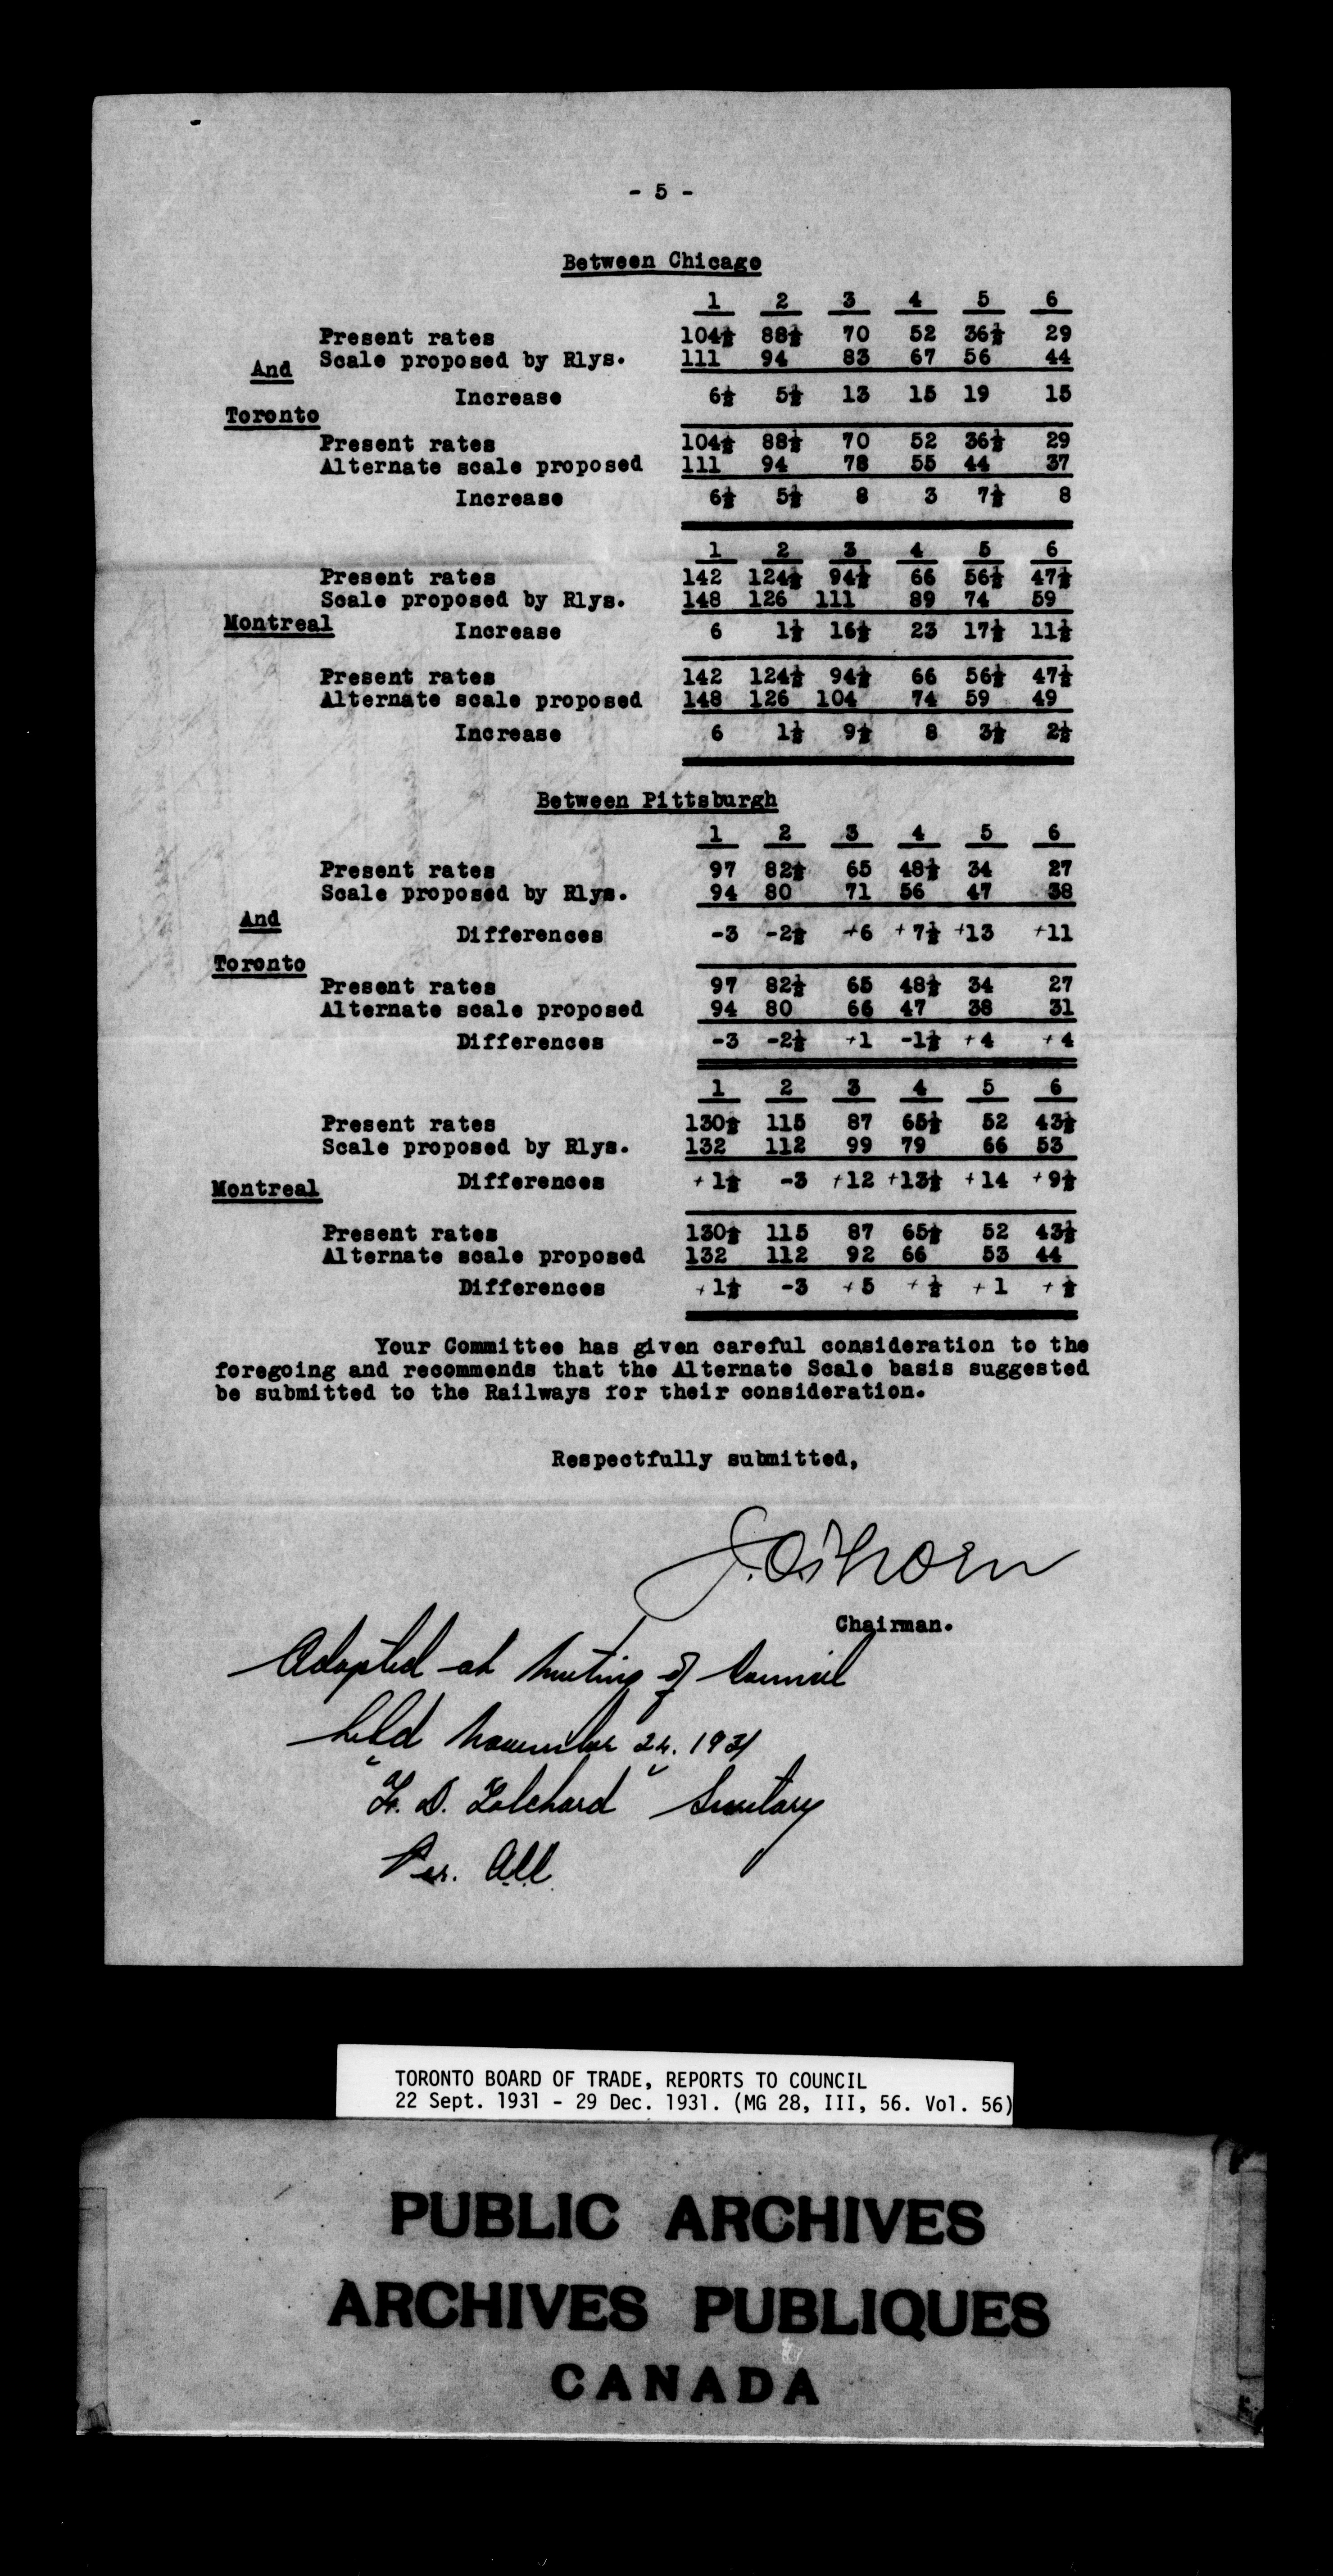 - 5 -
Between Chicago
1 2 3 4 5 6
Present rates 104½ 88½ 70 52 36½ 29
And Scale proposed by Rlys. 111 94 83 67 56 44
Increase 6½ 5½ 13 15 19 15
Toronto
Present rates 104½ 88½ 70 52 36½ 29
Alternate scale proposed 111 94 78 55 44 37
Increase 6½ 5½ 8 3 7½ 8
1 2 3 4 5 6
Present rates 142 124½ 94½ 66 56½ 47½
Scale proposed by Rlys. 148 126 111 89 74 59
Montreal Increase 6 1½ 16½ 23 17½ 11½
Present rates 142 124½ 94½ 66 56½ 47½
Alternate scale proposed 148 126 104 74 59 49
Increase 6 1½ 9½ 8 3½ 2½
Between Pittsburgh
1 2 3 4 5 6
Present rates 97 82½ 65 48½ 34 27
Scale proposed by Rlys. 94 80 71 56 47 38
And Differences -3 -2½ +6 +7½ +13 +11
Toronto
Present rates 97 82½ 65 48½ 34 27
Alternate scale proposed 94 80 66 47 38 31
Differences -3 -2½ +1 -1½ +4 +4
1 2 3 4 5 6
Present rates 130½ 115 87 65½ 52 43½
Scale proposed by Rlys. 132 112 99 79 66 53
Montreal Differences +1½ -3 +12 +13½ +14 +9½
Present rates 130½ 115 87 65½ 52 43½
Alternate scale proposed 132 112 92 66 53 44
Differences +1½ -3 +5 +½ +1 +½
Your Committee has given careful consideration to the
foregoing and recommends that the Alternate Scale basis suggested
be submitted to the Railways for their consideration.
Respectfully submitted,
Chairman.
Adopted at Meeting of Council
held November 24. 1931
"F. D. Tolchard" Secretary
Per.
TORONTO BOARD OF TRADE, REPORTS TO COUNCIL
22 Sept. 1931 - 29 Dec. 1931. (MG 28, III, 56. Vol. 56)
PUBLIC ARCHIVES
ARCHIVES PUBLIQUES
CANADA